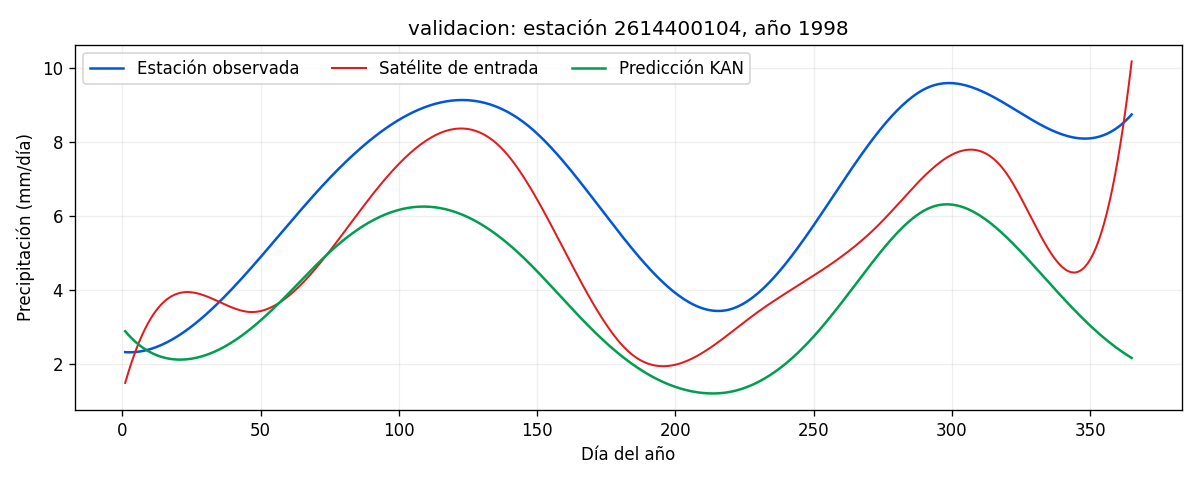 validacion: estación 2614400104, año 1998
Estación observada
Satélite de entrada
Predicción KAN
Precipitación (mm/día)
10
8
6
4
2
0
50
100
150
200
250
300
350
Día del año